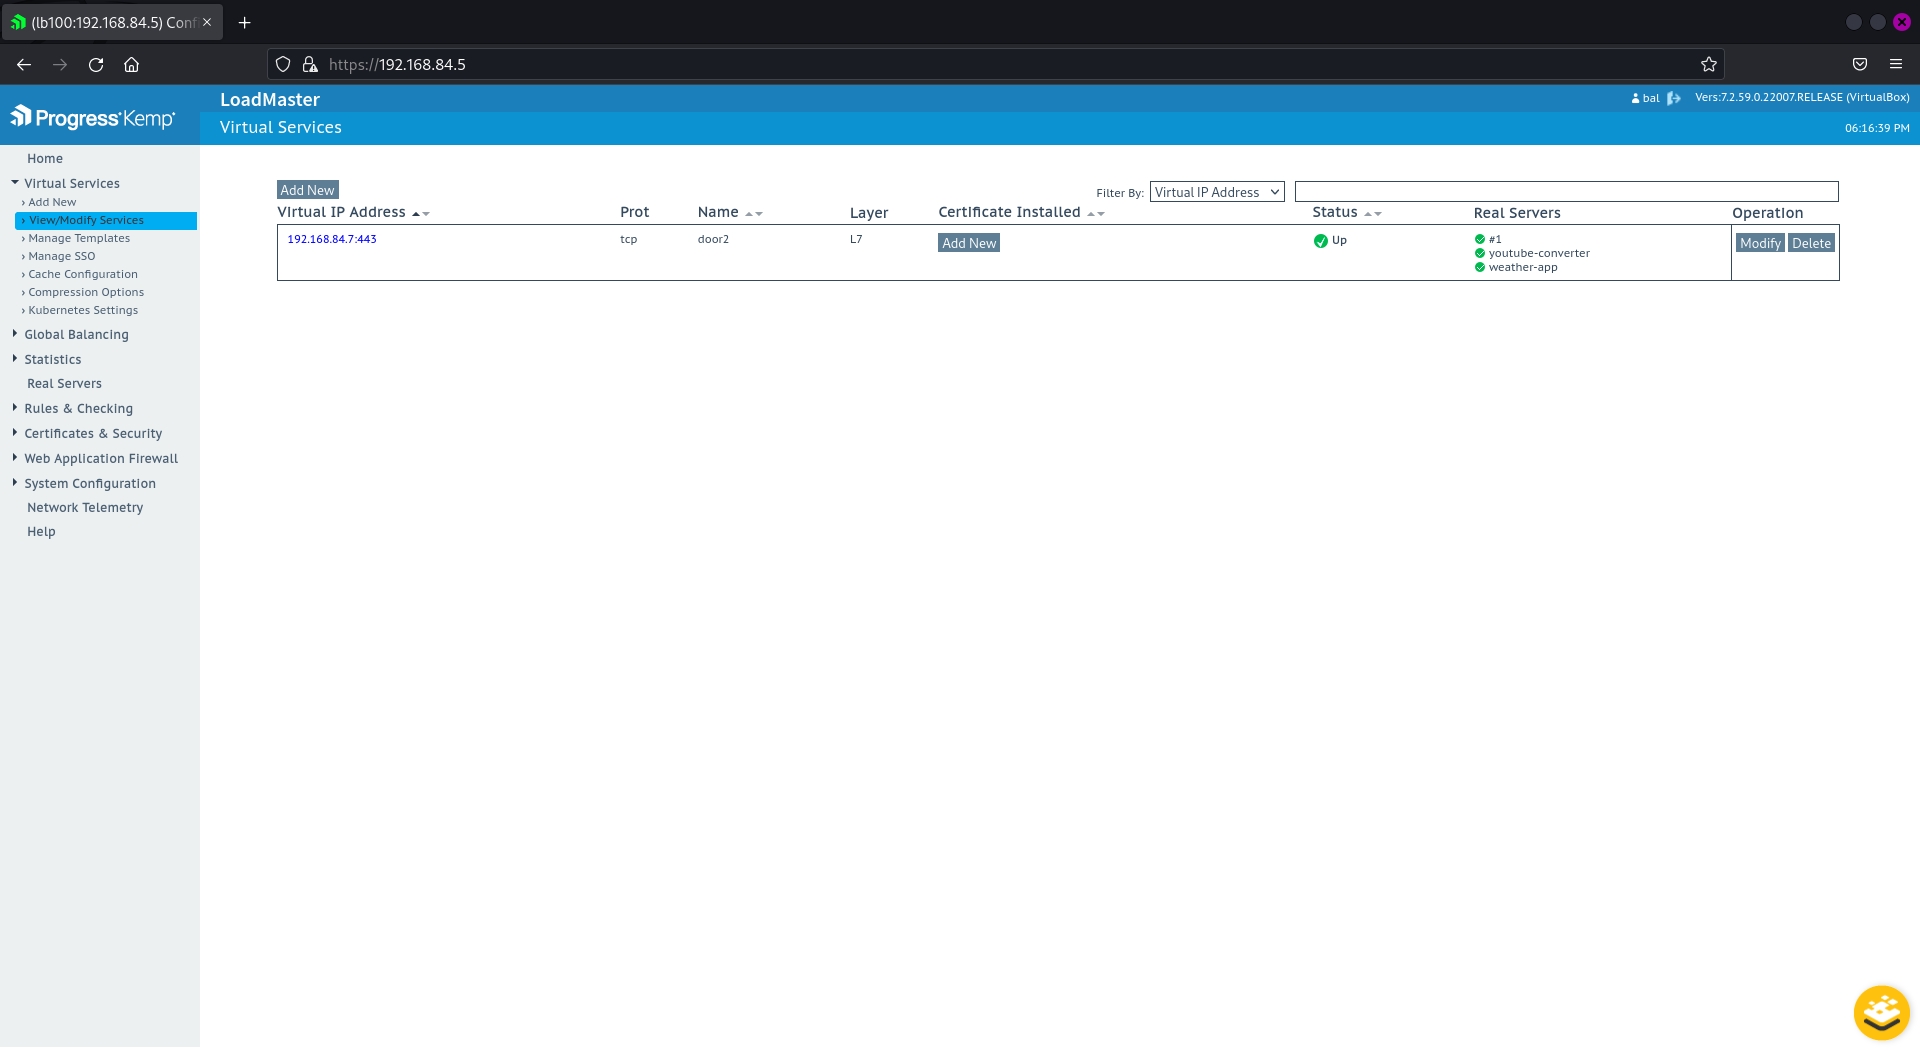 (lb100:192.168.84.5) Confi
https://192.168.84.5
Progress Kemp
LoadMaster
bal
Vers:7.2.59.0.22007.RELEASE (VirtualBox)
Virtual Services
06:16:39 PM
Home
Virtual Services
› Add New
› View/Modify Services
› Manage Templates
› Manage SSO
› Cache Configuration
› Compression Options
› Kubernetes Settings
Global Balancing
Statistics
Real Servers
Rules & Checking
Certificates & Security
Web Application Firewall
System Configuration
Network Telemetry
Help
Add New
Filter By: Virtual IP Address
Virtual IP Address Prot Name Layer Certificate Installed Status Real Servers Operation
192.168.84.7:443 tcp door2 L7 Add New Up #1 Modify Delete
youtube-converter
weather-app